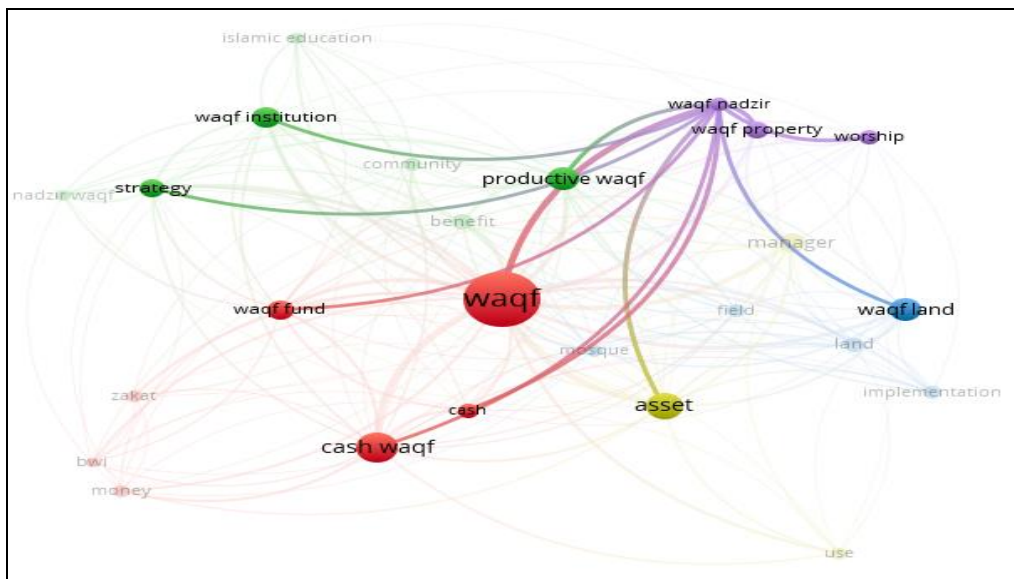 islamic education
waqf nadzir
waqf institution
waqf property
worship
community
productive waqf
nadzir waqf
strategy
benefit
manager
waqf
waqf fund
field
waqf land
mosque
land
zakat
implementation
cash
asset
cash waqf
bwi
money
use